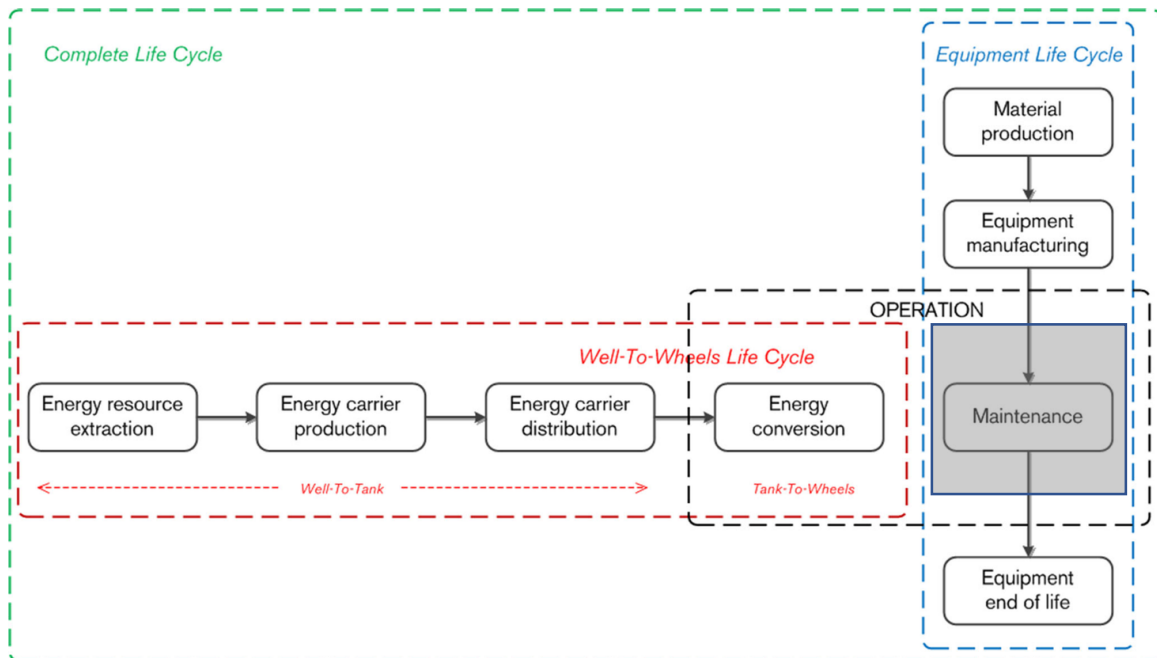 Complete Life Cycle
Equipment Life Cycle
Material
production
Equipment
manufacturing
OPERATION
Well-To-Wheels Life Cycle
Energy resource
extraction
Energy carrier
production
Energy carrier
distribution
Energy
conversion
Maintenance
Well-To-Tank
Tank-To-Wheels
Equipment
end of life